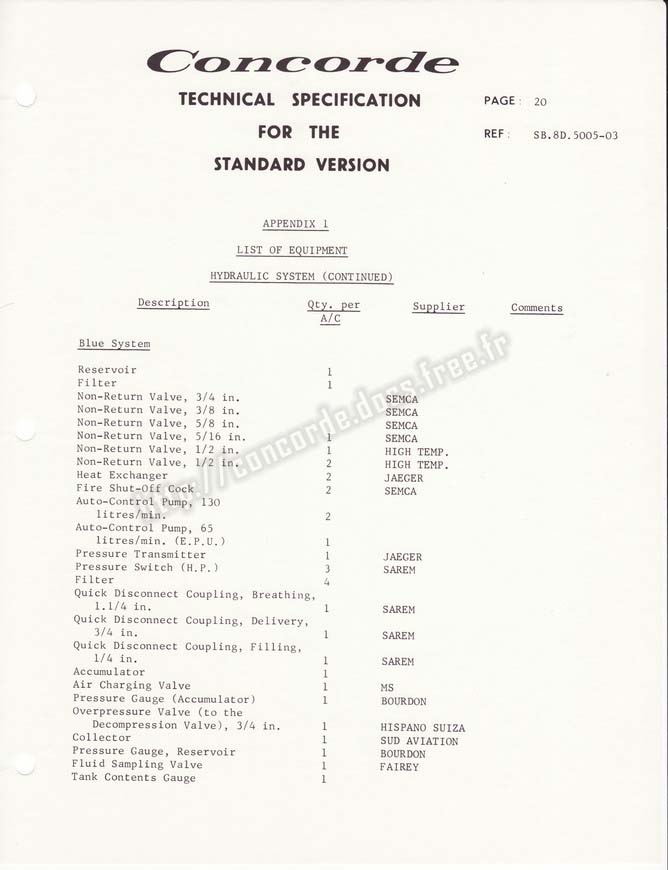 Concorde
TECHNICAL SPECIFICATION PAGE: 20
FOR THE REF: SB.8D.5005-03
STANDARD VERSION
APPENDIX 1
LIST OF EQUIPMENT
HYDRAULIC SYSTEM (CONTINUED)
Description Qty. per A/C Supplier Comments
Blue System
Reservoir 1
Filter 1
Non-Return Valve, 3/4 in. SEMCA
Non-Return Valve, 3/8 in. SEMCA
Non-Return Valve, 5/8 in. SEMCA
Non-Return Valve, 5/16 in. 1 SEMCA
Non-Return Valve, 1/2 in. 1 HIGH TEMP.
Non-Return Valve, 1/2 in. 2 HIGH TEMP.
Heat Exchanger 2 JAEGER
Fire Shut-Off Cock 2 SEMCA
Auto-Control Pump, 130
litres/min. 2
Auto-Control Pump, 65
litres/min. (E.P.U.) 1
Pressure Transmitter 1 JAEGER
Pressure Switch (H.P.) 3 SAREM
Filter 4
Quick Disconnect Coupling, Breathing,
1.1/4 in. 1 SAREM
Quick Disconnect Coupling, Delivery,
3/4 in. 1 SAREM
Quick Disconnect Coupling, Filling,
1/4 in. 1 SAREM
Accumulator 1
Air Charging Valve 1 MS
Pressure Gauge (Accumulator) 1 BOURDON
Overpressure Valve (to the
Decompression Valve), 3/4 in. 1 HISPANO SUIZA
Collector 1 SUD AVIATION
Pressure Gauge, Reservoir 1 BOURDON
Fluid Sampling Valve 1 FAIREY
Tank Contents Gauge 1
http://concorde.docs.free.fr